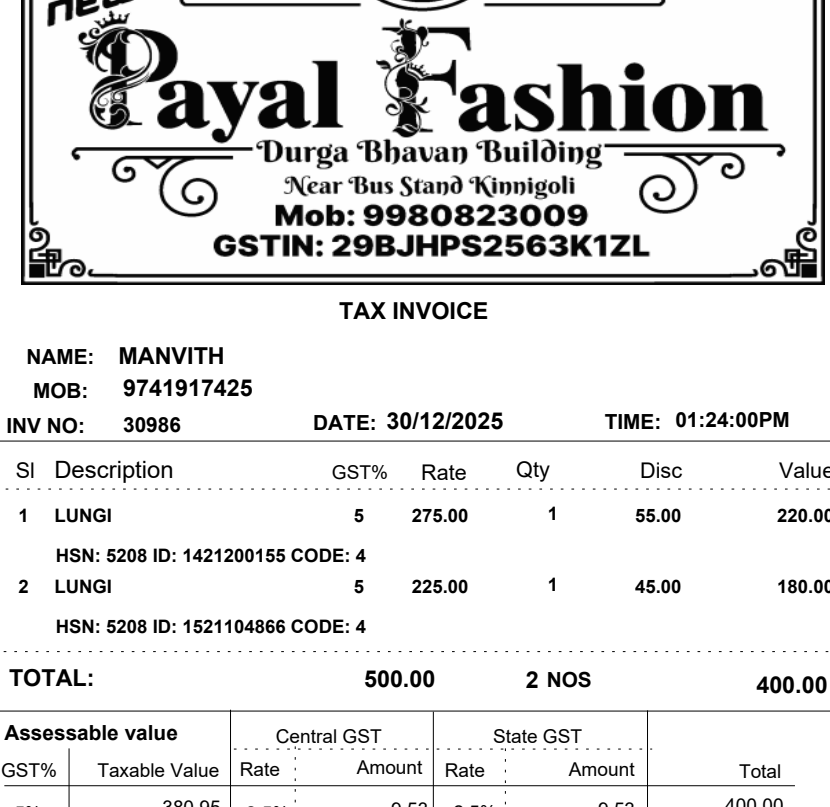 new
Payal Fashion
Durga Bhavan Building
Near Bus Stand Kinnigoli
Mob: 9980823009
GSTIN: 29BJHPS2563K1ZL
TAX INVOICE
NAME: MANVITH
MOB: 9741917425
INV NO: 30986 DATE: 30/12/2025 TIME: 01:24:00PM
Sl Description GST% Rate Qty Disc Value
1 LUNGI 5 275.00 1 55.00 220.00
HSN: 5208 ID: 1421200155 CODE: 4
2 LUNGI 5 225.00 1 45.00 180.00
HSN: 5208 ID: 1521104866 CODE: 4
TOTAL: 500.00 2 NOS 400.00
Assessable value Central GST State GST
GST% Taxable Value Rate Amount Rate Amount Total
380.95 9.52 9.52 400.00